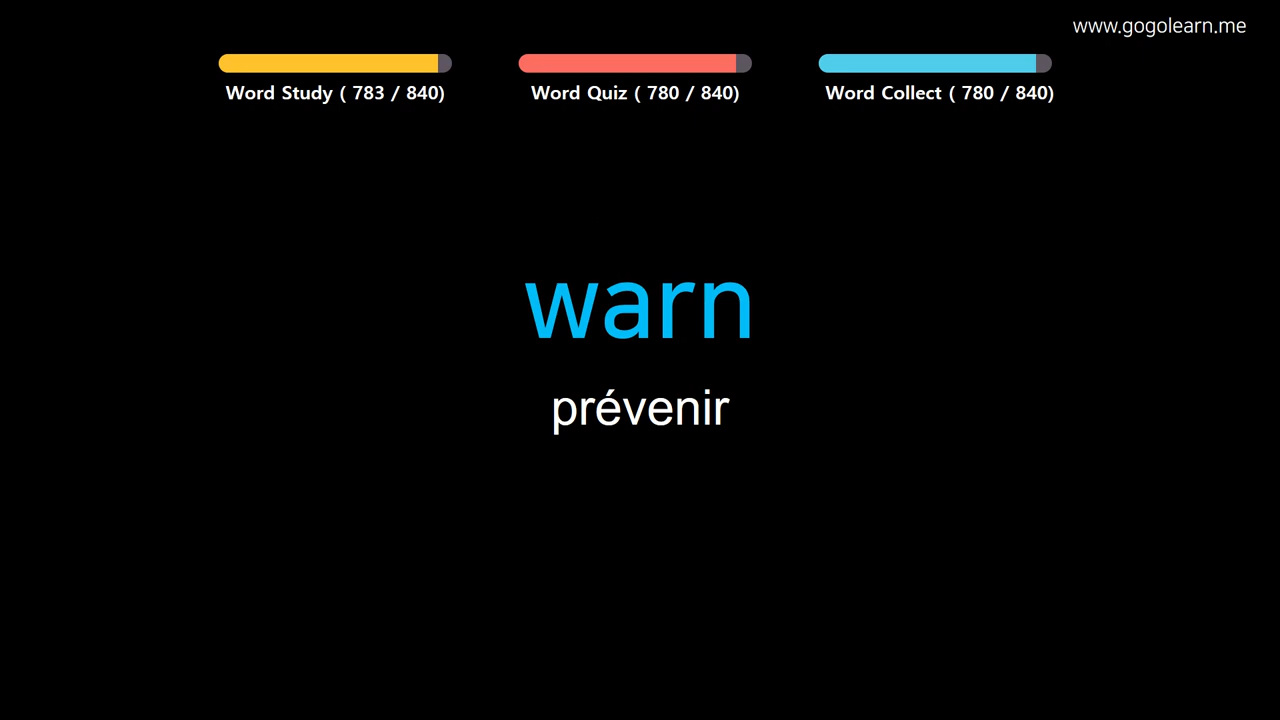 www.gogolearn.me
Word Study ( 783 / 840)
Word Quiz ( 780 / 840)
Word Collect ( 780 / 840)
warn
prévenir